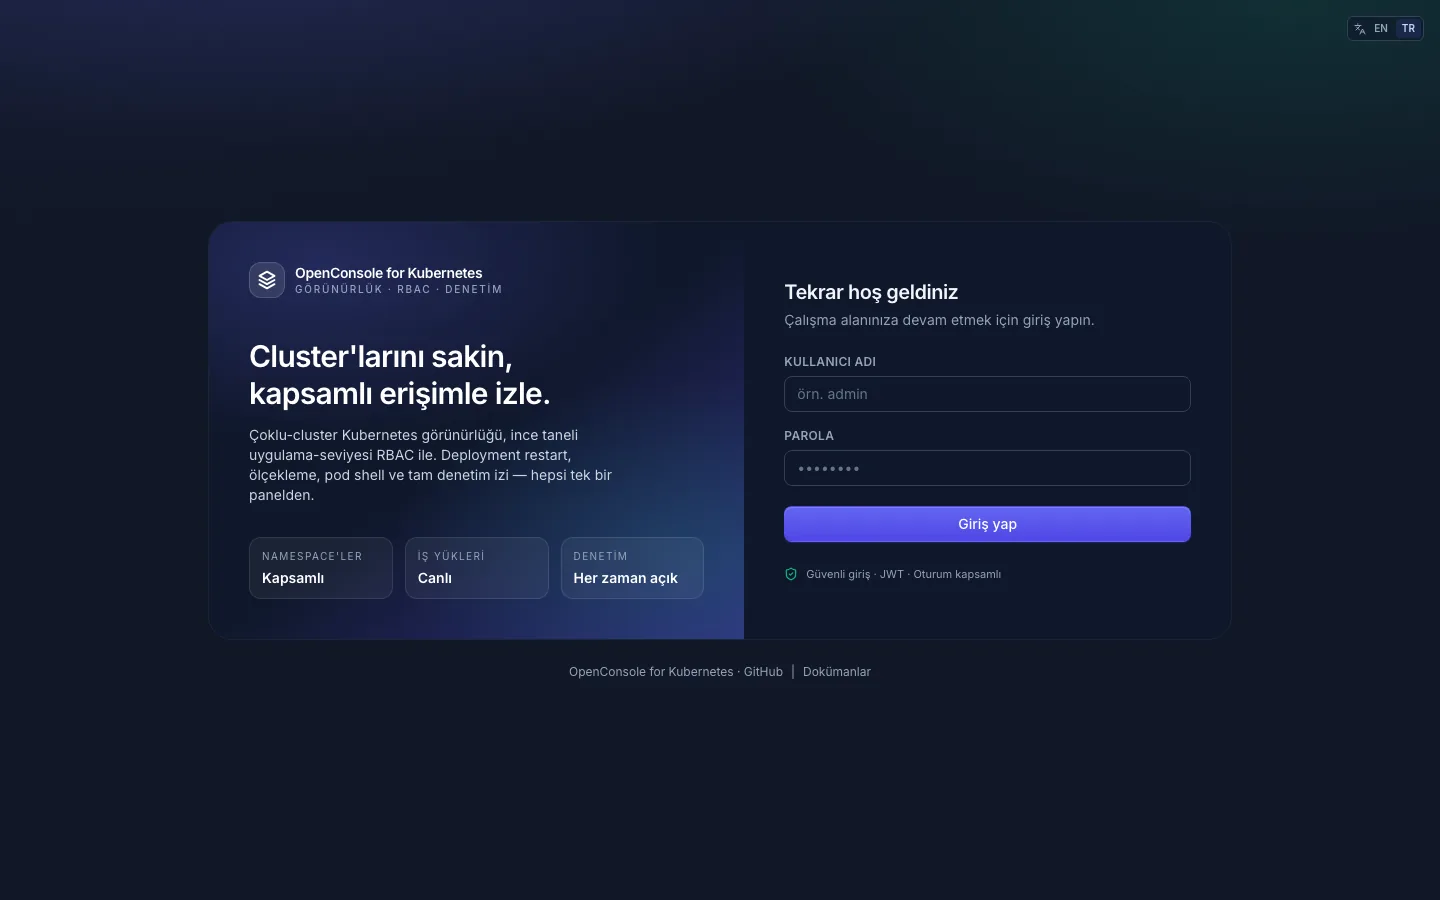 EN TR
OpenConsole for Kubernetes
GÖRÜNÜRLÜK · RBAC · DENETİM
Cluster'larını sakin,
kapsamlı erişimle izle.
Çoklu-cluster Kubernetes görünürlüğü, ince taneli
uygulama-seviyesi RBAC ile. Deployment restart,
ölçekleme, pod shell ve tam denetim izi — hepsi tek bir
panelden.
NAMESPACE'LER
Kapsamlı
İŞ YÜKLERİ
Canlı
DENETİM
Her zaman açık
Tekrar hoş geldiniz
Çalışma alanınıza devam etmek için giriş yapın.
KULLANICI ADI
örn. admin
PAROLA
••••••••
Giriş yap
Güvenli giriş · JWT · Oturum kapsamlı
OpenConsole for Kubernetes · GitHub | Dokümanlar